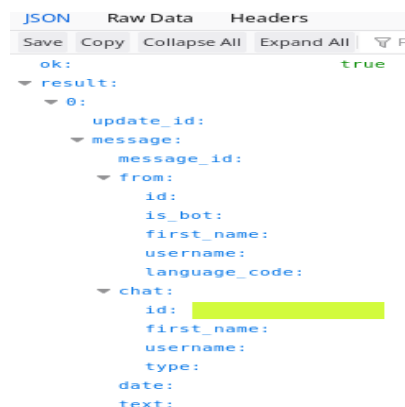 JSON Raw Data Headers
Save Copy Collapse All Expand All F
ok: true
result:
0:
update_id:
message:
message_id:
from:
id:
is_bot:
first_name:
username:
language_code:
chat:
id:
first_name:
username:
type:
date:
text: